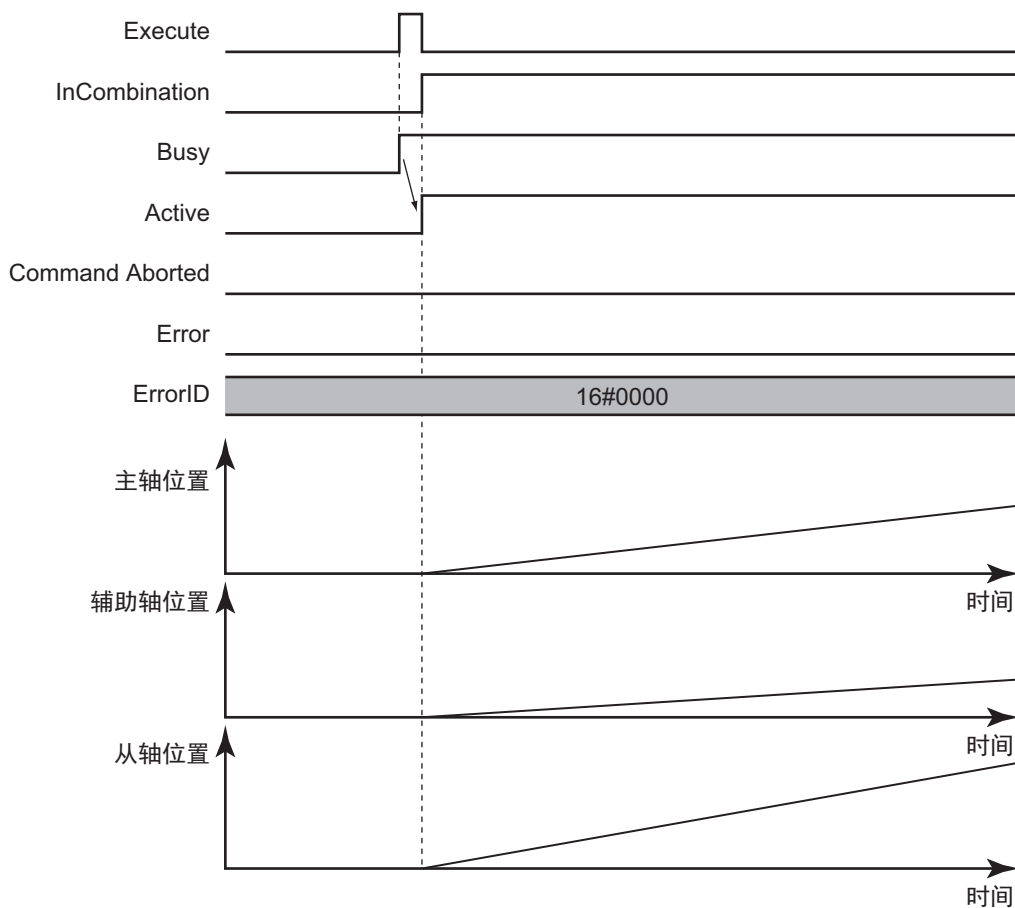 Execute
InCombination
Busy
Active
Command Aborted
Error
ErrorID
16#0000
主轴位置
时间
辅助轴位置
时间
从轴位置
时间